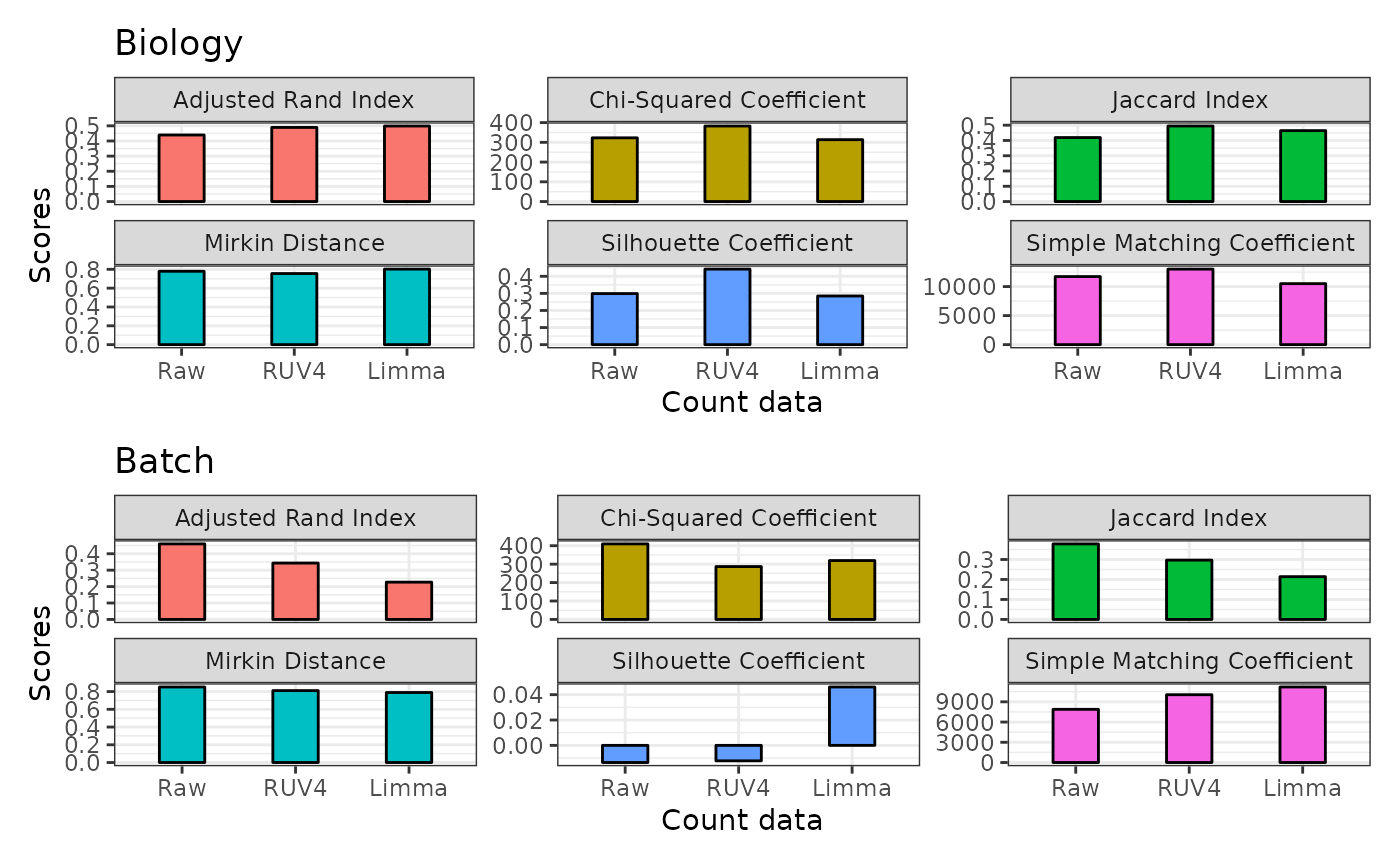 Biology
Adjusted Rand Index
Chi-Squared Coefficient
Jaccard Index
0.5
0.4
0.3
0.2
0.1
0.0
400
300
200
100
0
0.5
0.4
0.3
0.2
0.1
0.0
Scores
Mirkin Distance
Silhouette Coefficient
Simple Matching Coefficient
0.8
0.6
0.4
0.2
0.0
0.4
0.3
0.2
0.1
0.0
10000
5000
0
Raw RUV4 Limma
Raw RUV4 Limma
Raw RUV4 Limma
Count data
Batch
Adjusted Rand Index
Chi-Squared Coefficient
Jaccard Index
0.4
0.3
0.2
0.1
0.0
400
300
200
100
0
0.3
0.2
0.1
0.0
Scores
Mirkin Distance
Silhouette Coefficient
Simple Matching Coefficient
0.8
0.6
0.4
0.2
0.0
0.04
0.02
0.00
9000
6000
3000
0
Raw RUV4 Limma
Raw RUV4 Limma
Raw RUV4 Limma
Count data